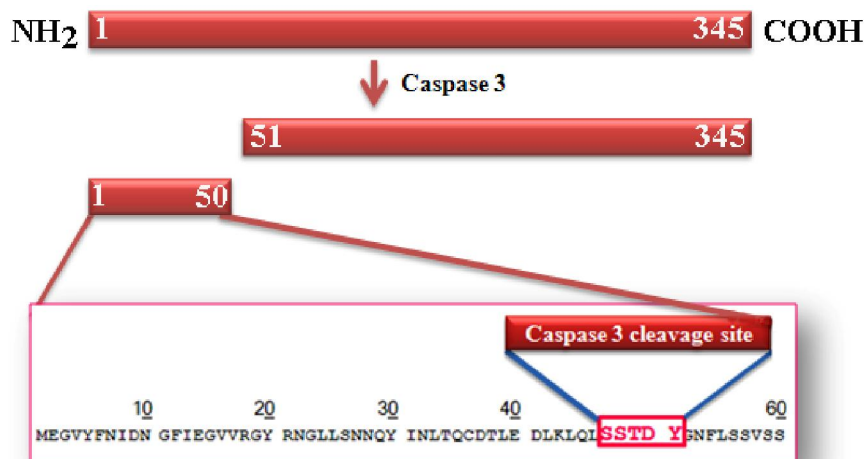 NH2 1 345 COOH
Caspase 3
51 345
1 50
Caspase 3 cleavage site
10 20 30 40 60
MEGVYFNIDN GFIEGVVRGY RNGLLSNNQY INLTQCDTLE DLKLQLSSTD YGNFLSSVSS